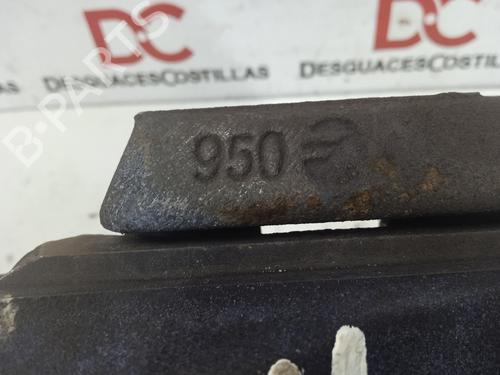 DC DC
DESGUACESCOSTILLAS DESGUACESCOSTILLAS
B-PARTS
950